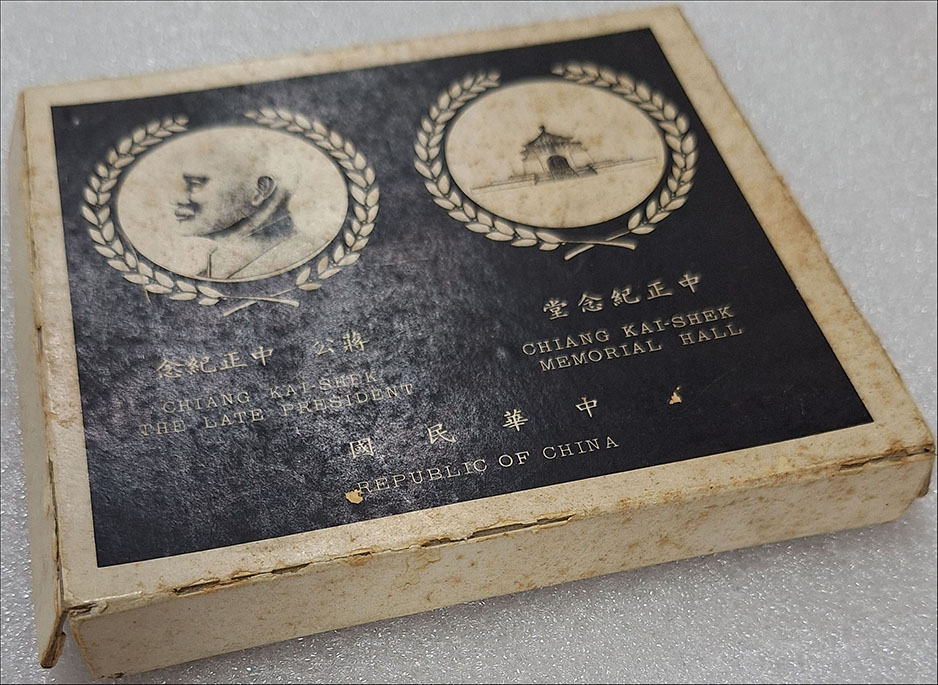 蔣公 中正紀念
CHIANG KAI-SHEK
THE LATE PRESIDENT
中正紀念堂
CHIANG KAI-SHEK
MEMORIAL HALL
中華民國
REPUBLIC OF CHINA